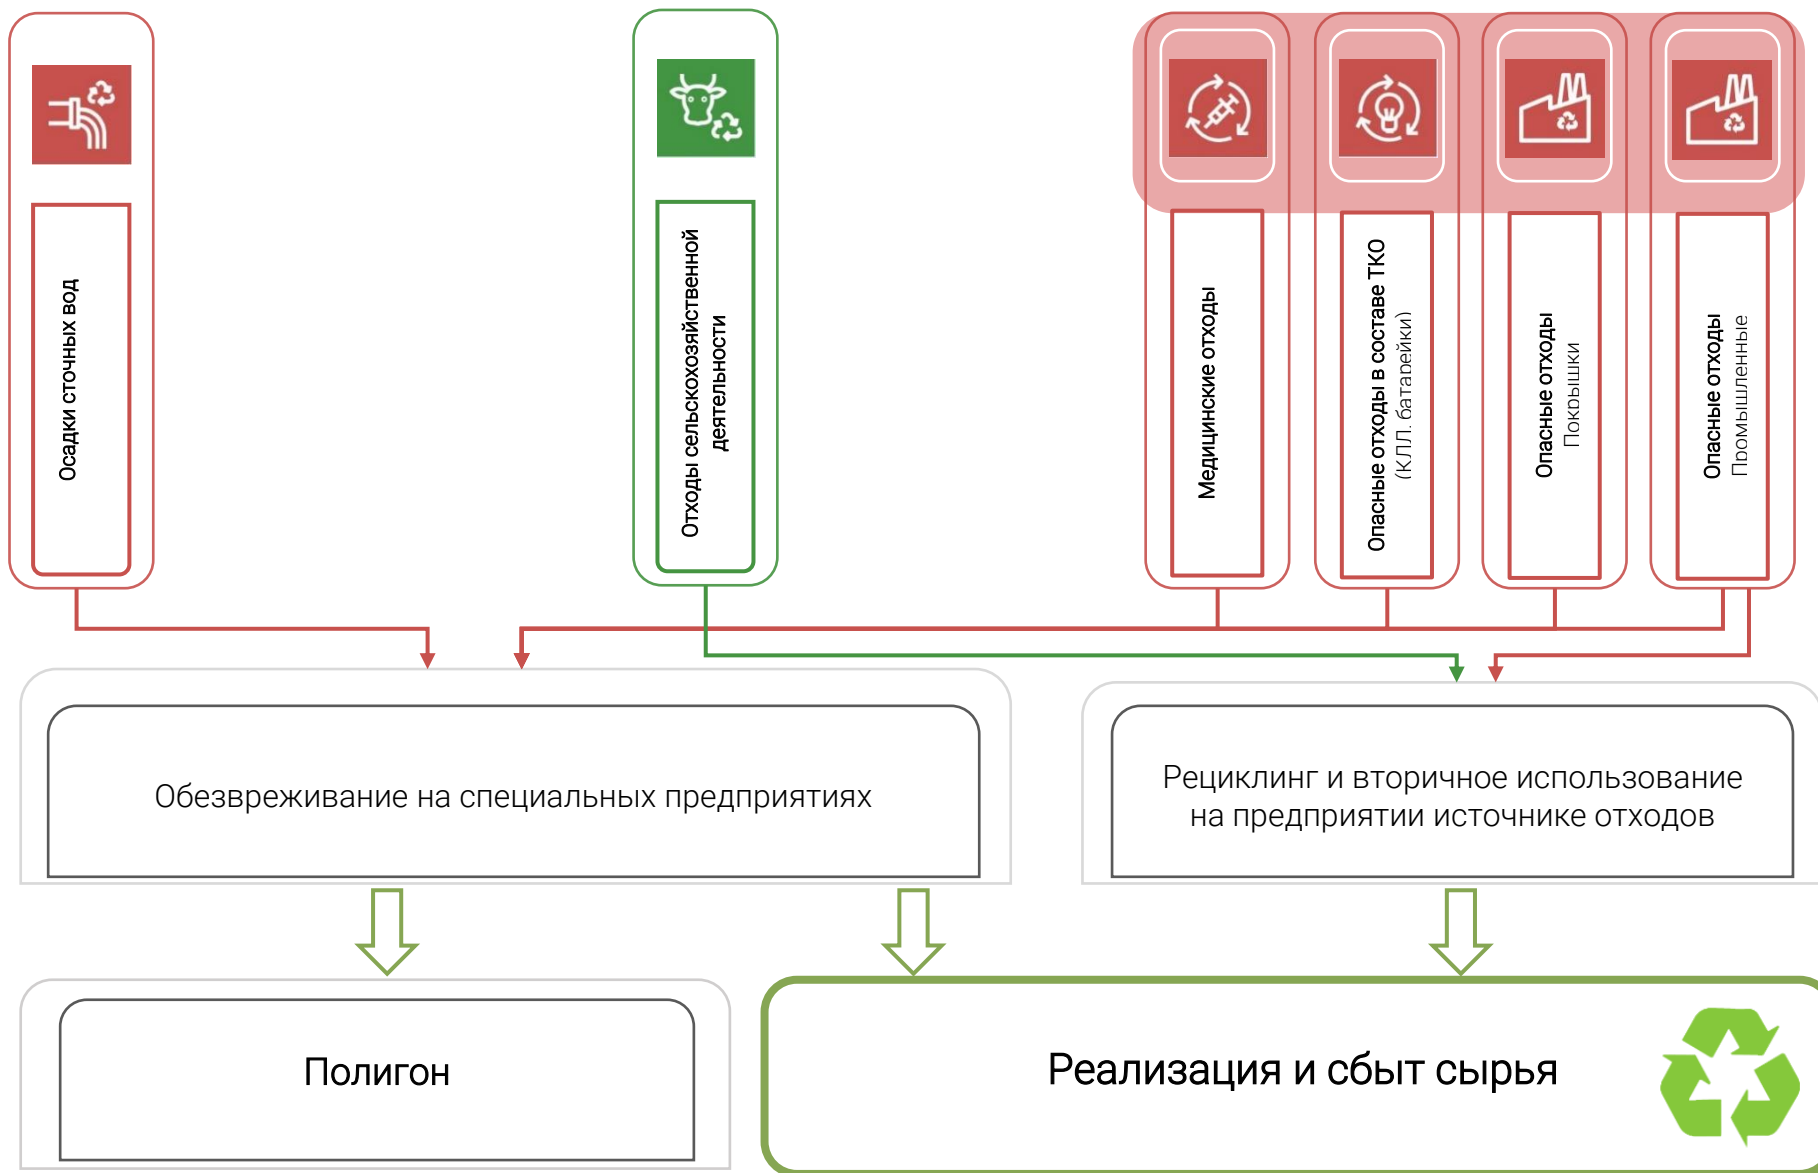 Осадки сточных вод
Отходы сельскохозяйственной
деятельности
Медицинские отходы
Опасные отходы в составе ТКО
(КЛЛ, батарейки)
Опасные отходы
Покрышки
Опасные отходы
Промышленные
Обезвреживание на специальных предприятиях
Рециклинг и вторичное использование
на предприятии источнике отходов
Полигон
Реализация и сбыт сырья